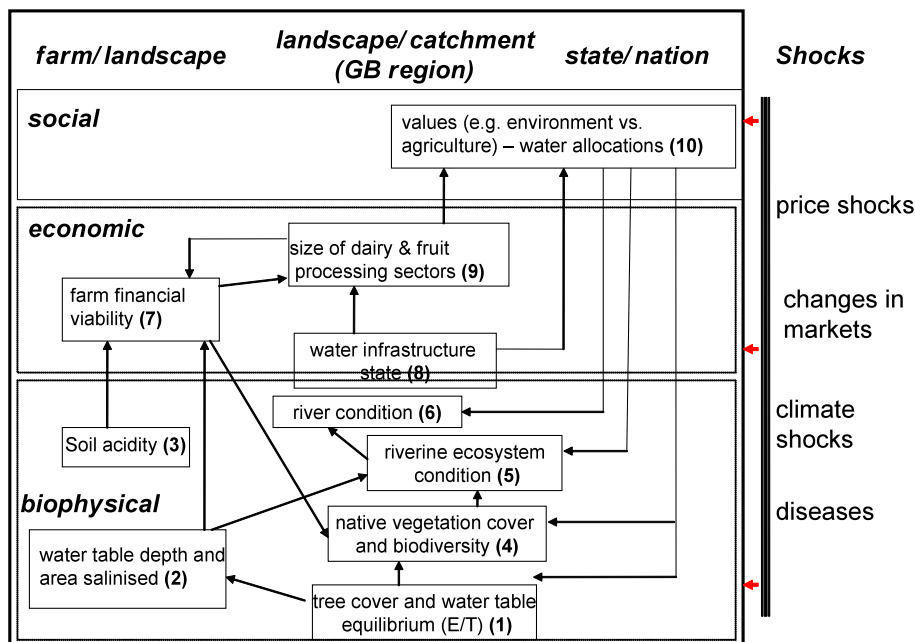 farm/landscape
landscape/catchment
(GB region)
state/nation
Shocks
social
values (e.g. environment vs.
agriculture) – water allocations (10)
economic
size of dairy & fruit
processing sectors (9)
farm financial
viability (7)
water infrastructure
state (8)
river condition (6)
Soil acidity (3)
riverine ecosystem
condition (5)
biophysical
native vegetation cover
and biodiversity (4)
water table depth and
area salinised (2)
tree cover and water table
equilibrium (E/T) (1)
price shocks
changes in
markets
climate
shocks
diseases